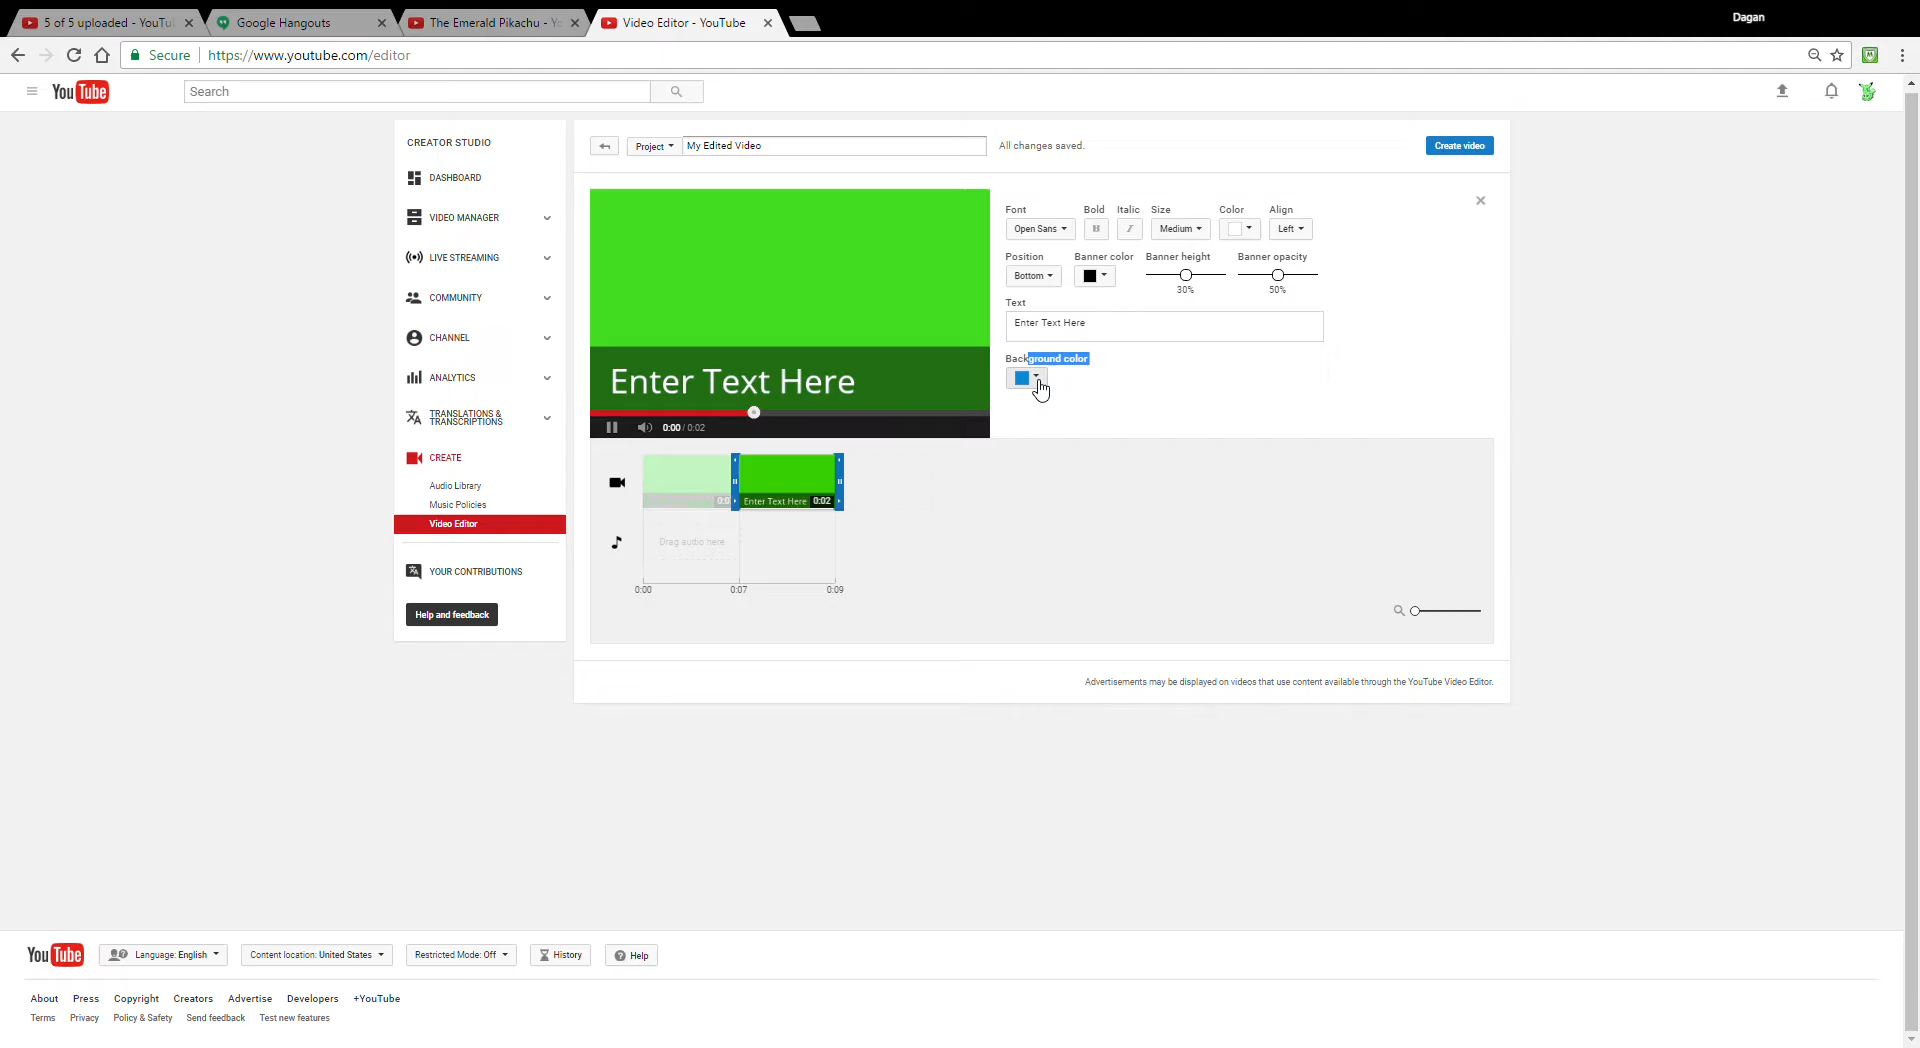 Dagan
5 of 5 uploaded - YouTu
Google Hangouts
The Emerald Pikachu - Yo
Video Editor - YouTube
Secure
https://www.youtube.com/editor
YouTube
Search
CREATOR STUDIO
DASHBOARD
VIDEO MANAGER
LIVE STREAMING
COMMUNITY
CHANNEL
ANALYTICS
TRANSLATIONS &
TRANSCRIPTIONS
CREATE
Audio Library
Music Policies
Video Editor
YOUR CONTRIBUTIONS
Help and feedback
Project
My Edited Video
All changes saved.
Create video
Enter Text Here
0:00 / 0:02
Font Bold Italic Size Color Align
Open Sans B I Medium Left
Position Banner color Banner height Banner opacity
Bottom
30% 50%
Text
Enter Text Here
Background color
Enter Text Here 0:02
Drag audio here
0:00 0:07 0:09
Advertisements may be displayed on videos that use content available through the YouTube Video Editor.
YouTube
Language: English
Content location: United States
Restricted Mode: Off
History
Help
About Press Copyright Creators Advertise Developers +YouTube
Terms Privacy Policy & Safety Send feedback Test new features